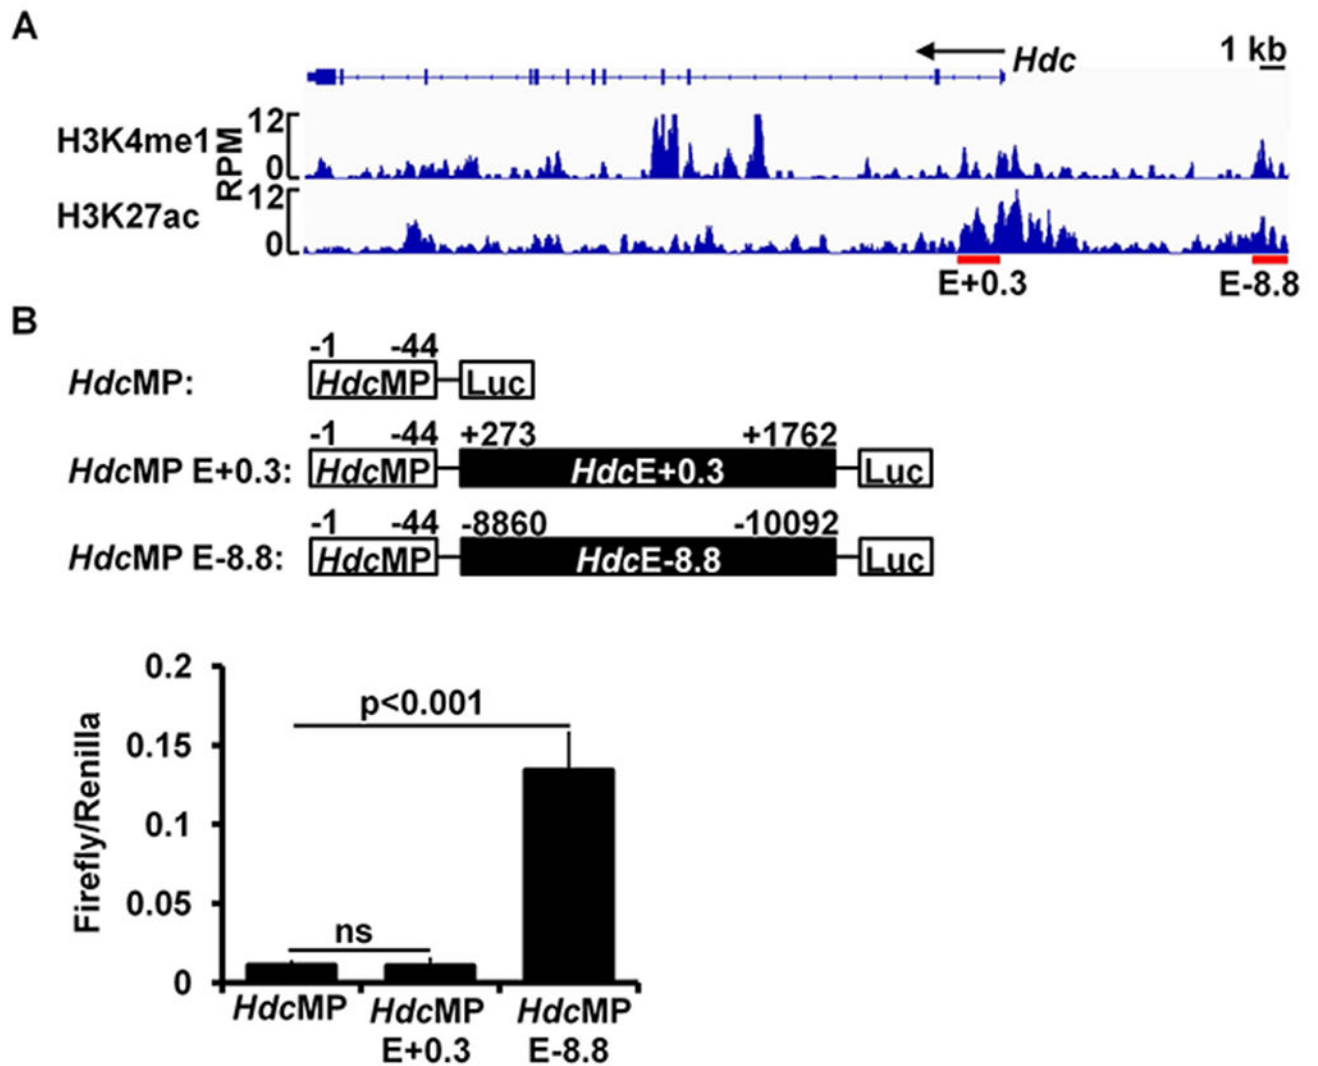 A
Hdc
1 kb
H3K4me1
RPM
12
0
H3K27ac
12
0
E+0.3
E-8.8
B
-1 -44
HdcMP: HdcMP Luc
-1 -44 +273 +1762
HdcMP E+0.3: HdcMP HdcE+0.3 Luc
-1 -44 -8860 -10092
HdcMP E-8.8: HdcMP HdcE-8.8 Luc
Firefly/Renilla
0.2
0.15
0.1
0.05
0
p<0.001
ns
HdcMP
HdcMP
E+0.3
HdcMP
E-8.8